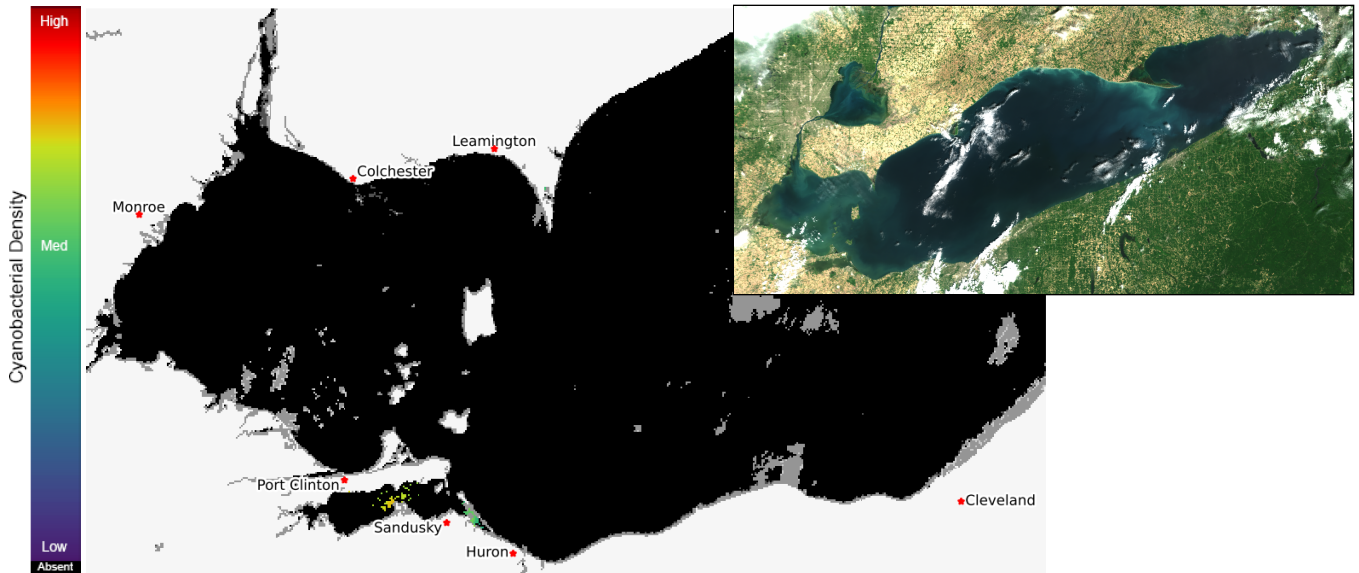 High
Med
Low
Absent
Cyanobacterial Density
Leamington
Colchester
Monroe
Port Clinton
Sandusky
Huron
Cleveland